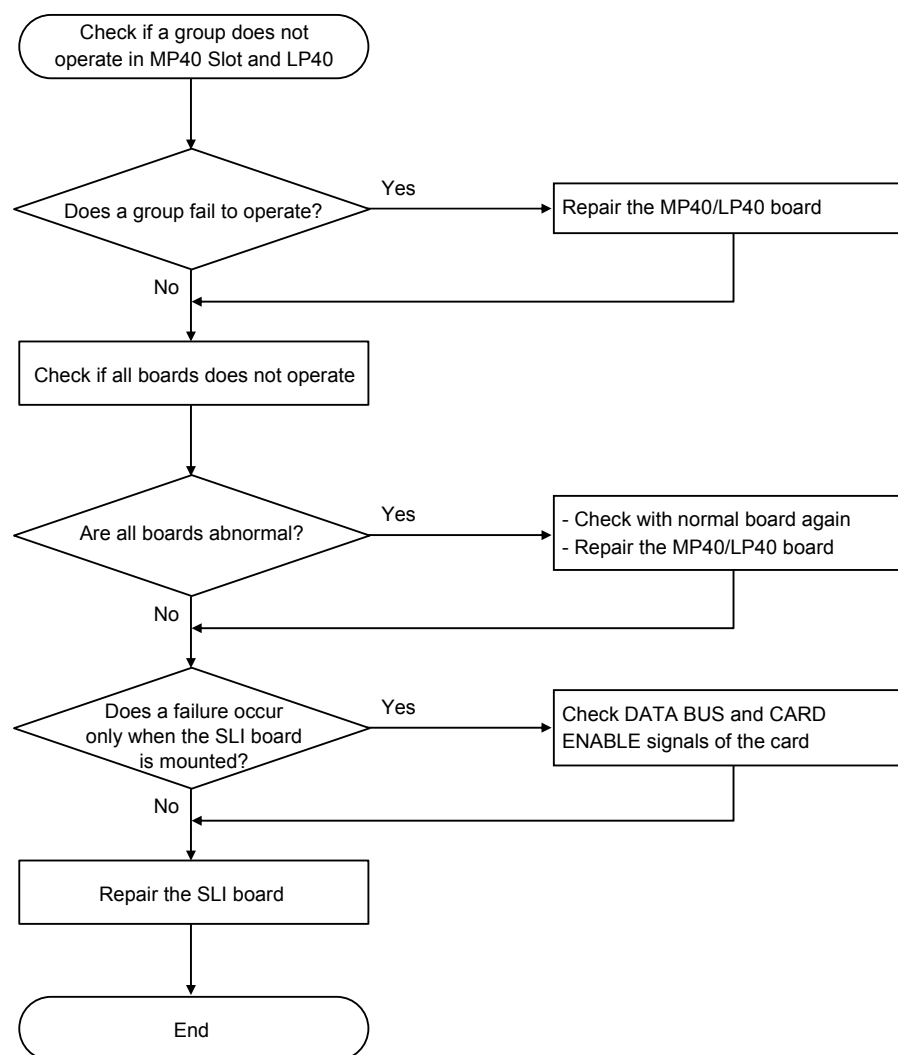 Check if a group does not
operate in MP40 Slot and LP40
Does a group fail to operate?
Yes
Repair the MP40/LP40 board
No
Check if all boards does not operate
Are all boards abnormal?
Yes
- Check with normal board again
- Repair the MP40/LP40 board
No
Does a failure occur
only when the SLI board
is mounted?
Yes
Check DATA BUS and CARD
ENABLE signals of the card
No
Repair the SLI board
End